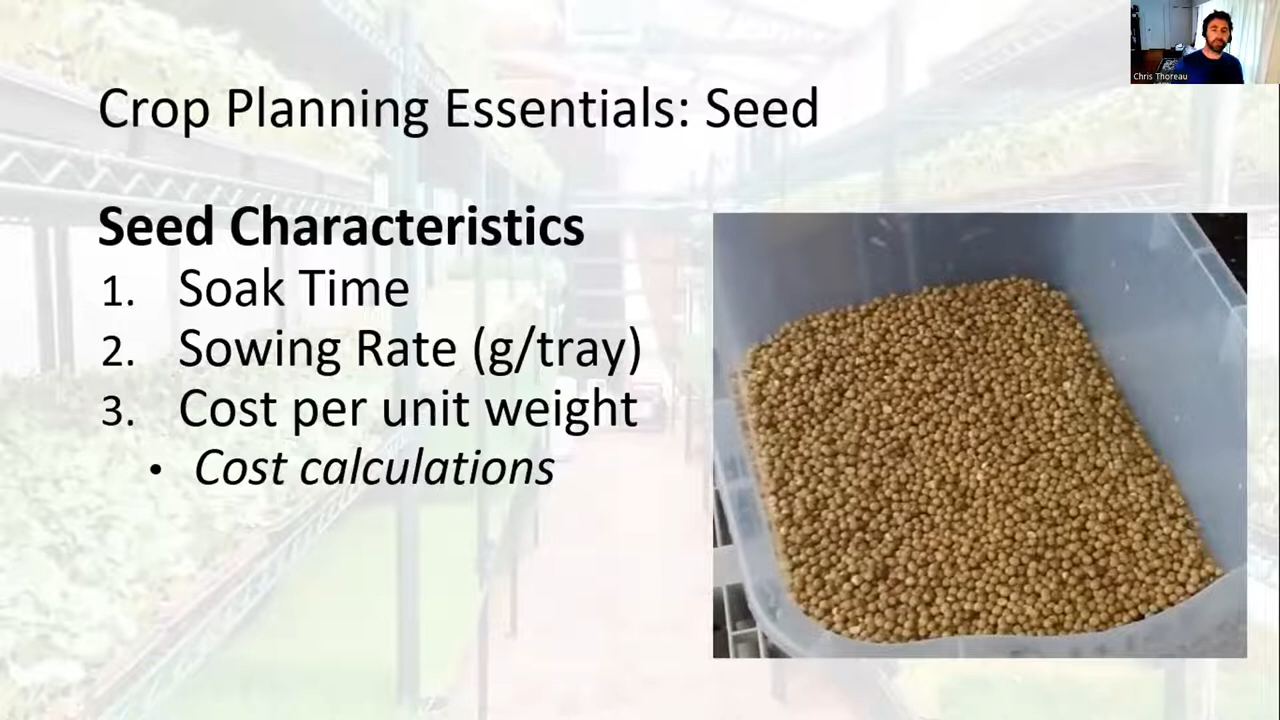 Chris Thoreau
Crop Planning Essentials: Seed
Seed Characteristics
1. Soak Time
2. Sowing Rate (g/tray)
3. Cost per unit weight
• Cost calculations